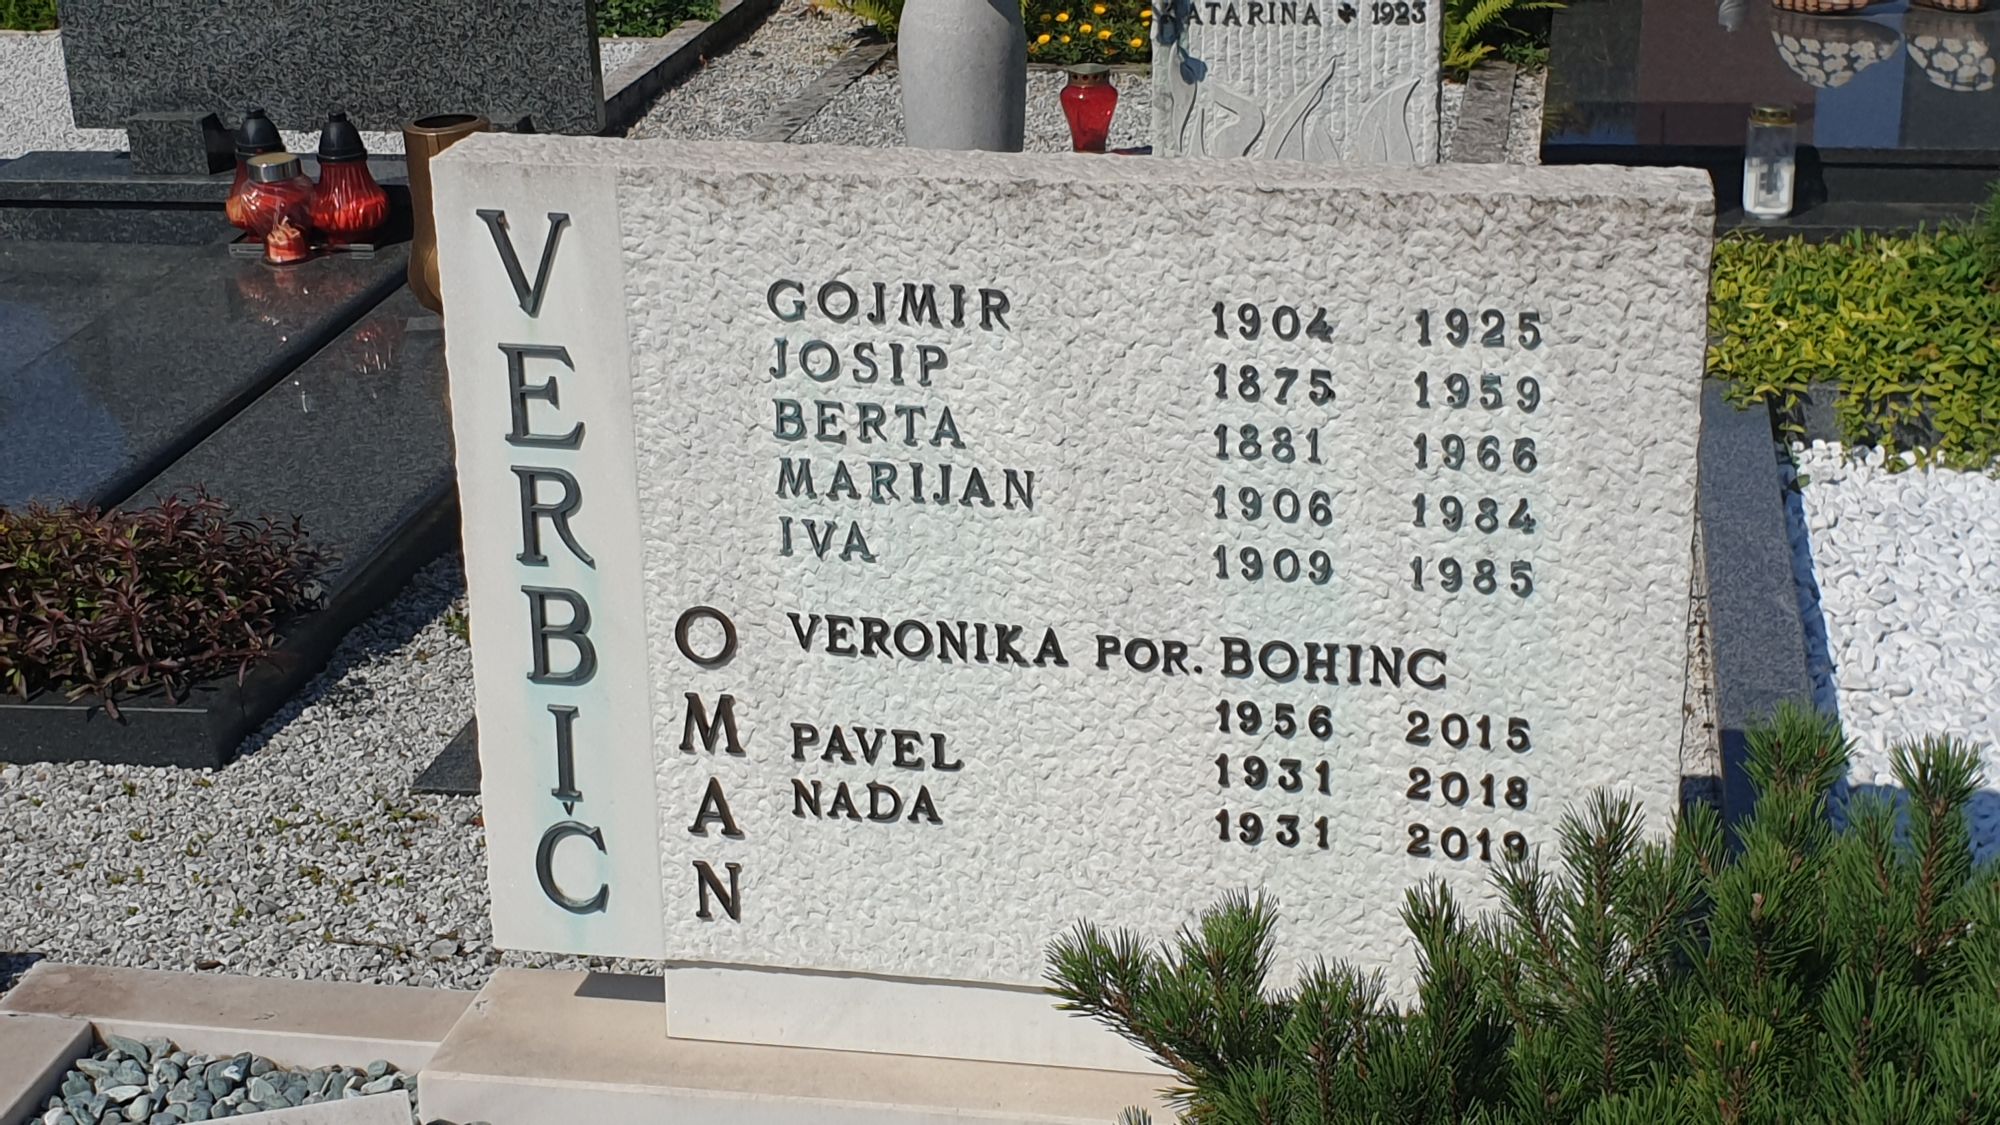 KATARINA 1923
VERBIČ
GOJMIR 1904 1925
JOSIP 1875 1959
BERTA 1881 1966
MARIJAN 1906 1984
IVA 1909 1985
OMAN
VERONIKA POR. BOHINC
1956 2015
PAVEL 1931 2018
NADA 1931 2019